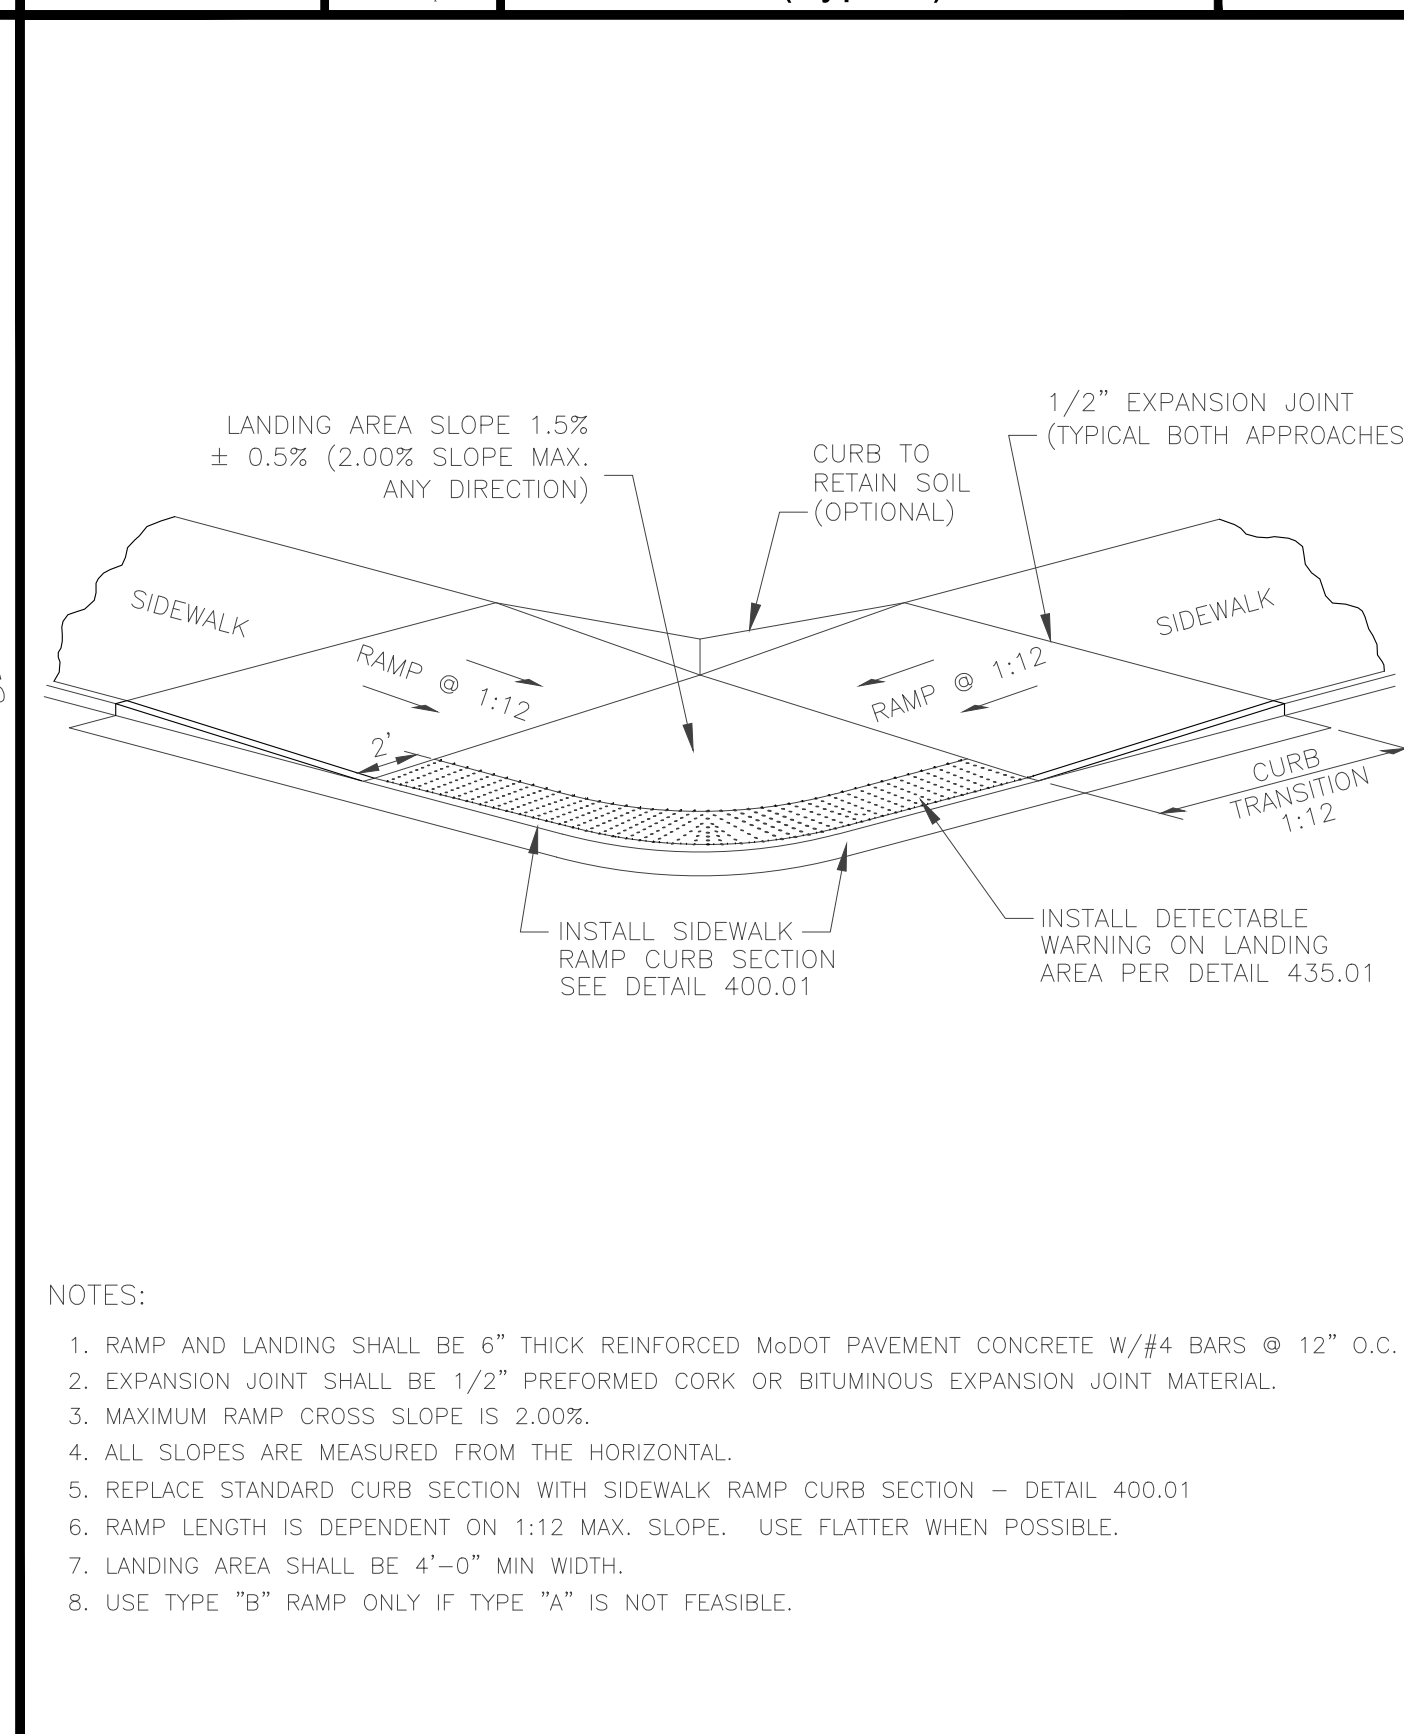 LANDING AREA SLOPE 1.5%
± 0.5% (2.00% SLOPE MAX.
ANY DIRECTION)
CURB TO
RETAIN SOIL
(OPTIONAL)
1/2" EXPANSION JOINT
(TYPICAL BOTH APPROACHES
SIDEWALK
SIDEWALK
RAMP @ 1:12
RAMP @ 1:12
2'
CURB
TRANSITION
1:12
INSTALL SIDEWALK
RAMP CURB SECTION
SEE DETAIL 400.01
INSTALL DETECTABLE
WARNING ON LANDING
AREA PER DETAIL 435.01
NOTES:
1. RAMP AND LANDING SHALL BE 6" THICK REINFORCED MoDOT PAVEMENT CONCRETE W/#4 BARS @ 12" O.C.
2. EXPANSION JOINT SHALL BE 1/2" PREFORMED CORK OR BITUMINOUS EXPANSION JOINT MATERIAL.
3. MAXIMUM RAMP CROSS SLOPE IS 2.00%.
4. ALL SLOPES ARE MEASURED FROM THE HORIZONTAL.
5. REPLACE STANDARD CURB SECTION WITH SIDEWALK RAMP CURB SECTION – DETAIL 400.01
6. RAMP LENGTH IS DEPENDENT ON 1:12 MAX. SLOPE. USE FLATTER WHEN POSSIBLE.
7. LANDING AREA SHALL BE 4'–0" MIN WIDTH.
8. USE TYPE "B" RAMP ONLY IF TYPE "A" IS NOT FEASIBLE.